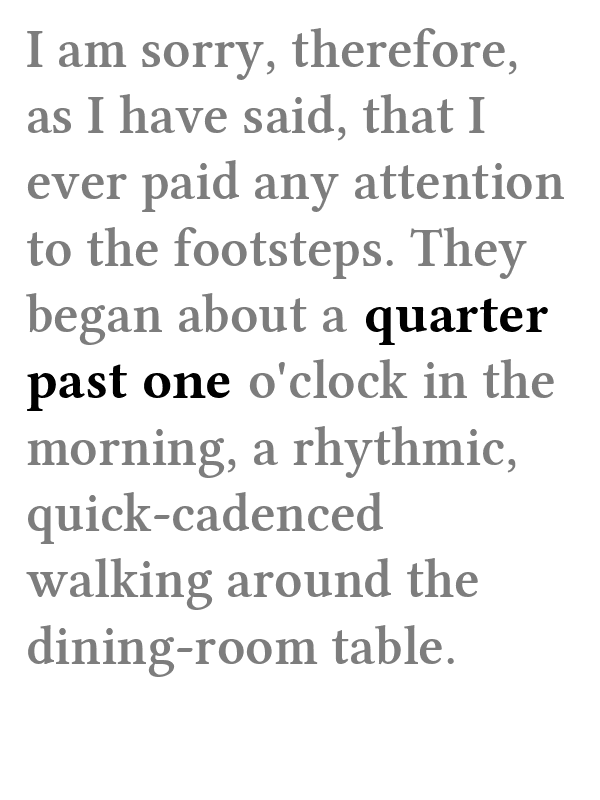 I am sorry, therefore,
as I have said, that I
ever paid any attention
to the footsteps. They
began about a quarter
past one o'clock in the
morning, a rhythmic,
quick-cadenced
walking around the
dining-room table.